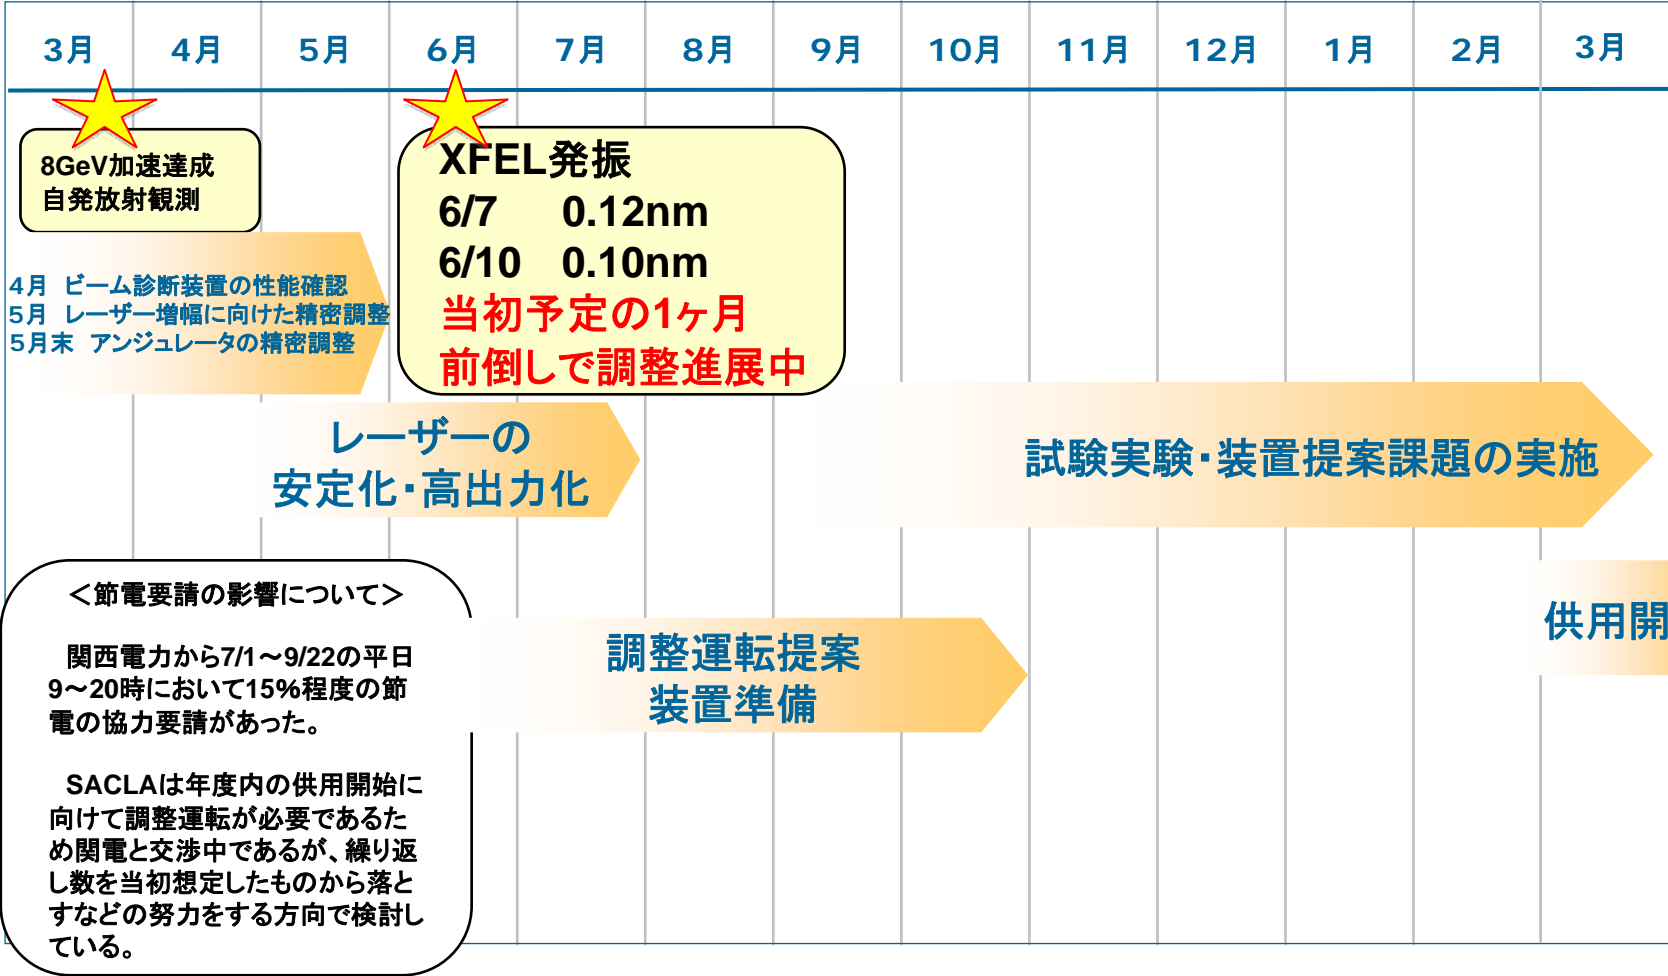 3月 4月 5月 6月 7月 8月 9月 10月 11月 12月 1月 2月 3月
8GeV加速達成
自発放射観測
XFEL発振
6/7 0.12nm
6/10 0.10nm
当初予定の1ヶ月
前倒しで調整進展中
4月 ビーム診断装置の性能確認
5月 レーザー増幅に向けた精密調整
5月末 アンジュレータの精密調整
レーザーの
安定化・高出力化
試験実験・装置提案課題の実施
供用開
調整運転提案
装置準備
＜節電要請の影響について＞
関西電力から7/1～9/22の平日
9～20時において15%程度の節
電の協力要請があった。
SACLAは年度内の供用開始に
向けて調整運転が必要であるた
め関電と交渉中であるが、繰り返
し数を当初想定したものから落と
すなどの努力をする方向で検討し
ている。